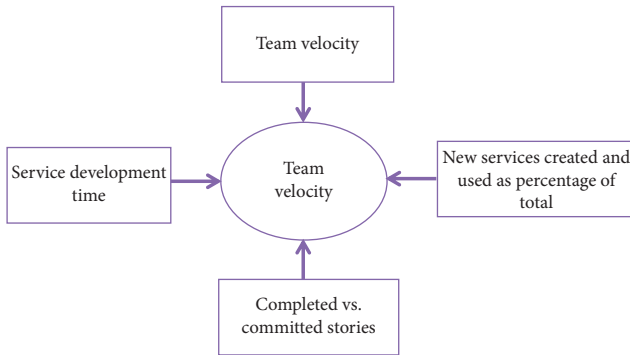 Team velocity
Service development
time
Team
velocity
New services created and
used as percentage of
total
Completed vs.
committed stories